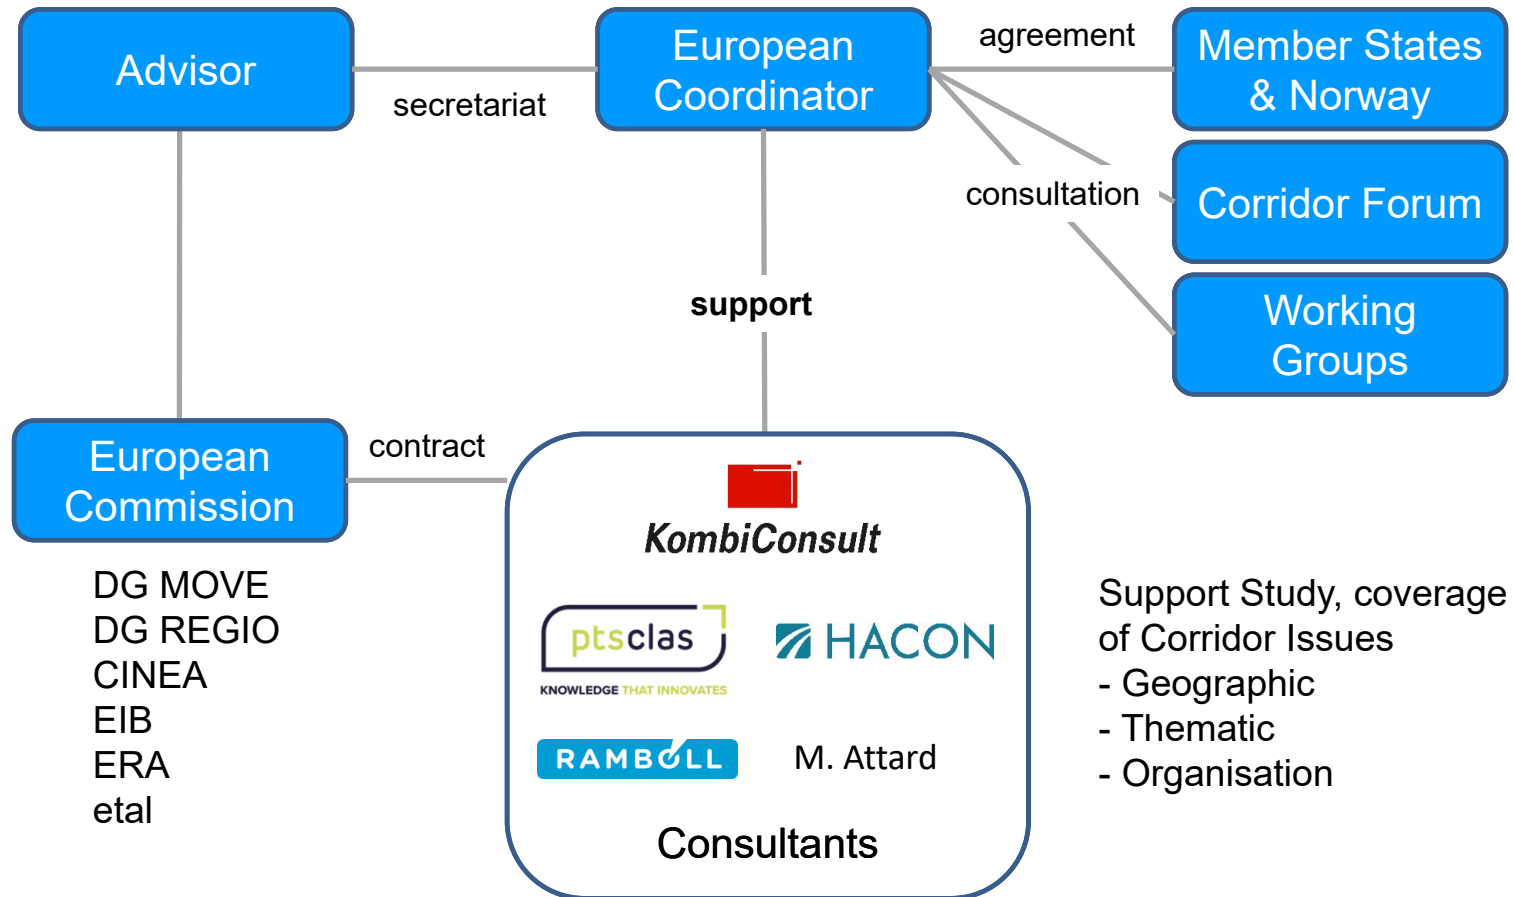 Advisor
secretariat
European
Coordinator
agreement
Member States
& Norway
consultation
Corridor Forum
Working
Groups
support
European
Commission
contract
DG MOVE
DG REGIO
CINEA
EIB
ERA
etal
KombiConsult
ptsclas
KNOWLEDGE THAT INNOVATES
HACON
RAMBOLL
M. Attard
Consultants
Support Study, coverage
of Corridor Issues
- Geographic
- Thematic
- Organisation